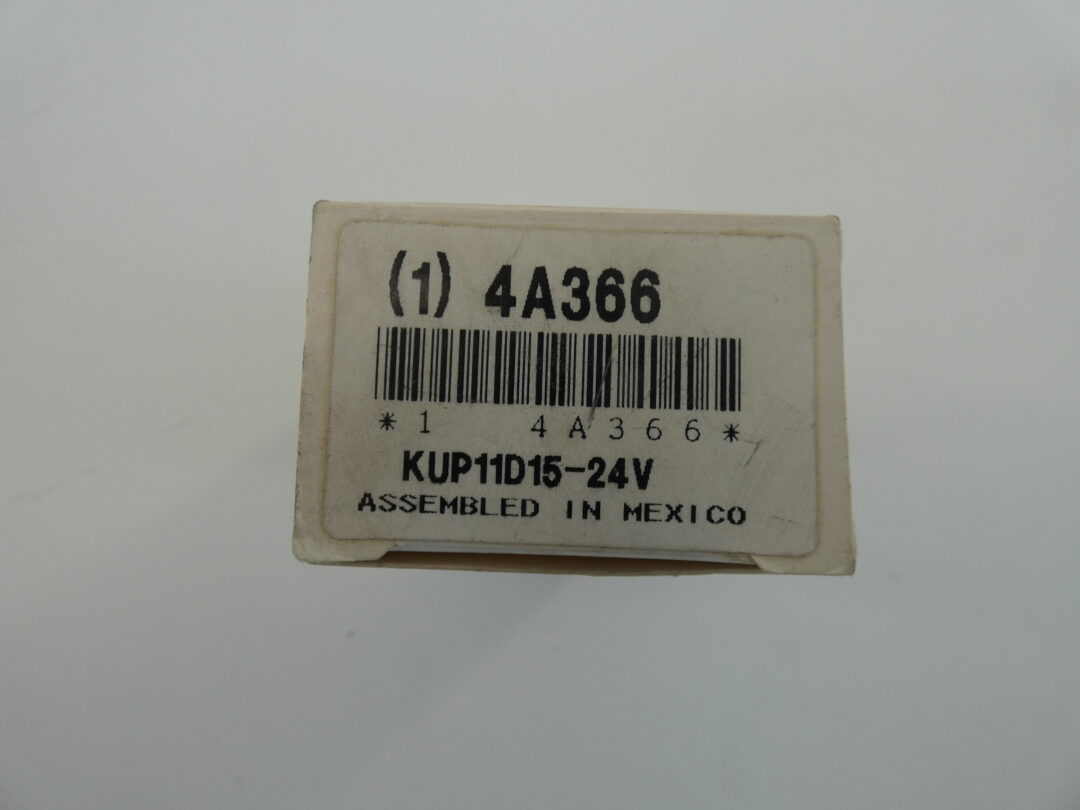 (1) 4A366
*1 4A366*
KUP11D15-24V
ASSEMBLED IN MEXICO